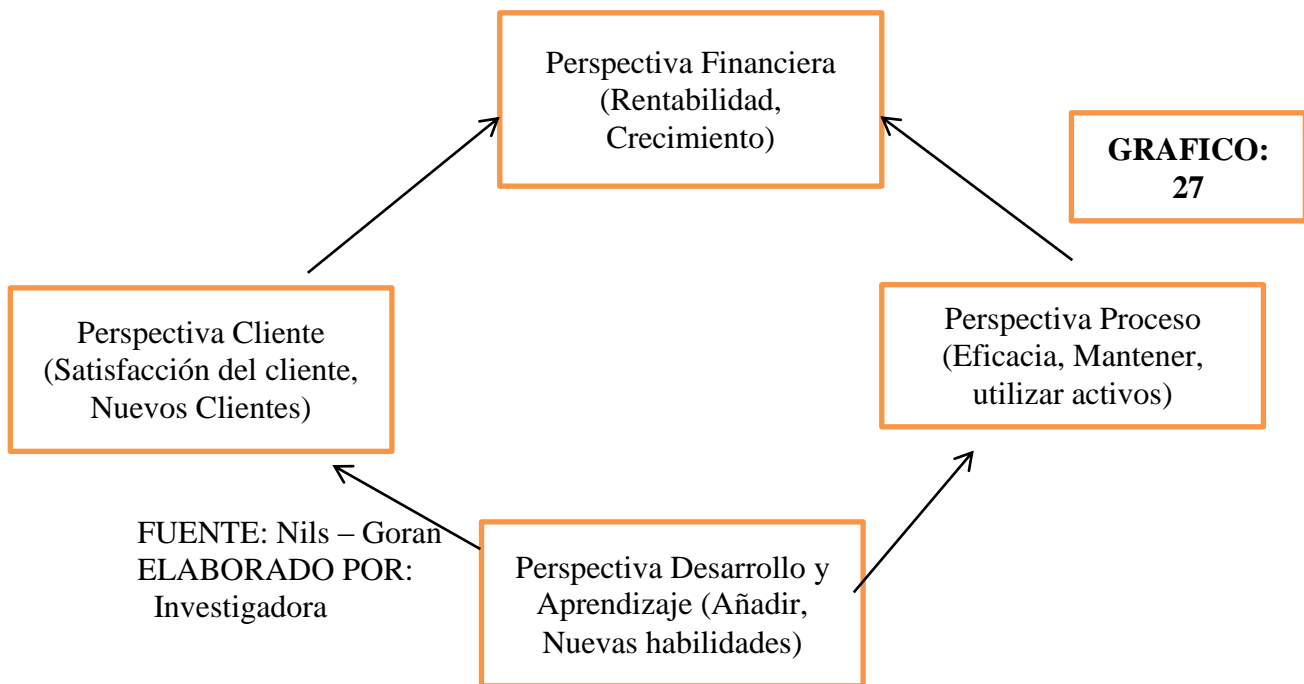 Perspectiva Financiera
(Rentabilidad,
Crecimiento)
GRAFICO:
27
Perspectiva Cliente
(Satisfacción del cliente,
Nuevos Clientes)
Perspectiva Proceso
(Eficacia, Mantener,
utilizar activos)
FUENTE: Nils – Goran
ELABORADO POR:
Investigadora
Perspectiva Desarrollo y
Aprendizaje (Añadir,
Nuevas habilidades)